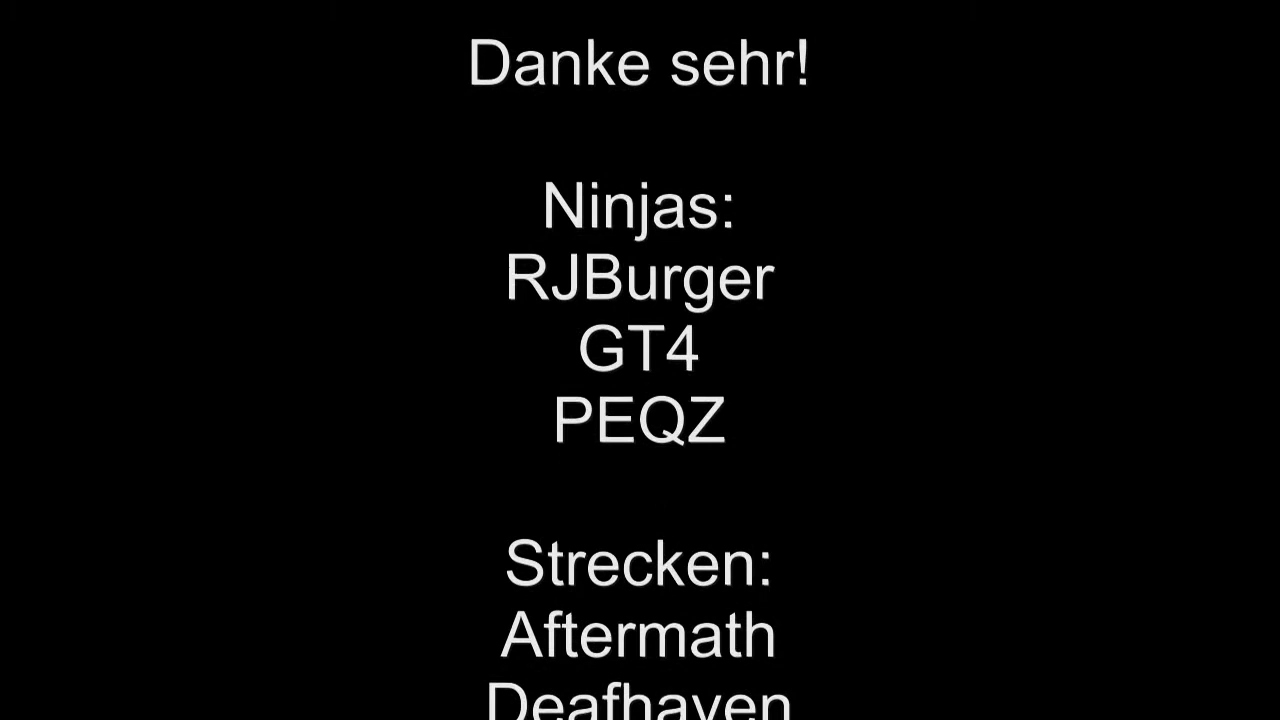 Danke sehr!
Ninjas:
RJBurger
GT4
PEQZ
Strecken:
Aftermath
Deafhaven